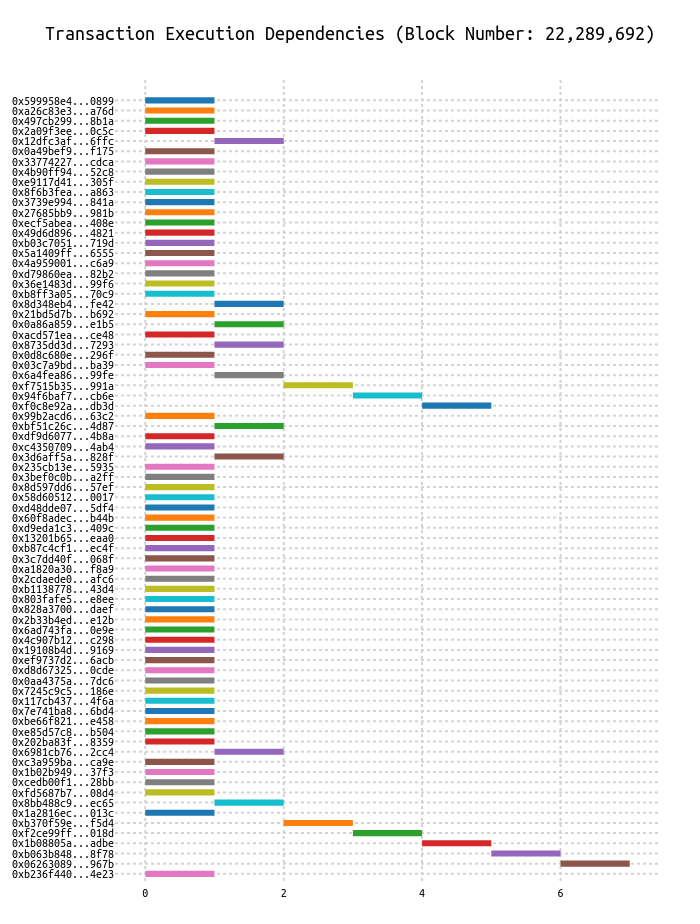 Transaction Execution Dependencies (Block Number: 22,289,692)
0x599958e4...0899
0xa26c83e3...a76d
0x497cb299...8b1a
0x2a09f3ee...0c5c
0x12dfc3af...6ffc
0x0a49bef9...f175
0x33774227...cdca
0x4b90ff94...52c8
0xe9117d41...305f
0x8f6b3fea...a863
0x3739e994...841a
0x27685bb9...981b
0xecf5abea...408e
0x49d6d896...4821
0xb03c7051...719d
0x5a1409ff...6555
0x4a959001...c6a9
0xd79860ea...82b2
0x36e1483d...99f6
0xb8ff3a05...70c9
0x8d348eb4...fe42
0x21bd5d7b...b692
0x0a86a859...e1b5
0xacd571ea...ce48
0x8735dd3d...7293
0x0d8c680e...296f
0x03c7a9bd...ba39
0x6a4fea86...99fe
0xf7515b35...991a
0x94f6baf7...cb6e
0xf0c8e92a...db3d
0x99b2acd6...63c2
0xbf51c26c...4d87
0xdf9d6077...4b8a
0xc4350709...4ab4
0x3d6aff5a...828f
0x235cb13e...5935
0x3bef0c0b...a2ff
0x8d597dd6...57ef
0x58d60512...0017
0xd48dde07...5df4
0x60f8adec...b44b
0xd9eda1c3...409c
0x13201b65...eaa0
0xb87c4cf1...ec4f
0x3c7dd40f...068f
0xa1820a30...f8a9
0x2cdaede0...afc6
0xb1138778...43d4
0x803fafe5...e8ee
0x828a3700...daef
0x2b33b4ed...e12b
0x6ad743fa...0e9e
0x4c907b12...c298
0x19108b4d...9169
0xef9737d2...6acb
0xd8d67325...0cde
0x0aa4375a...7dc6
0x7245c9c5...186e
0x117cb437...4f6a
0x7e741ba8...6bd4
0xbe66f821...e458
0xe85d57c8...b504
0x202ba83f...8359
0x6981cb76...2cc4
0xc3a959ba...ca9e
0x1b02b949...37f3
0xcedb00f1...28bb
0xfd5687b7...08d4
0x8bb488c9...ec65
0x1a2816ec...013c
0xb370f59e...f5d4
0xf2ce99ff...018d
0x1b08805a...adbe
0xb063b848...8f78
0x06263089...967b
0xb236f440...4e23
0 2 4 6